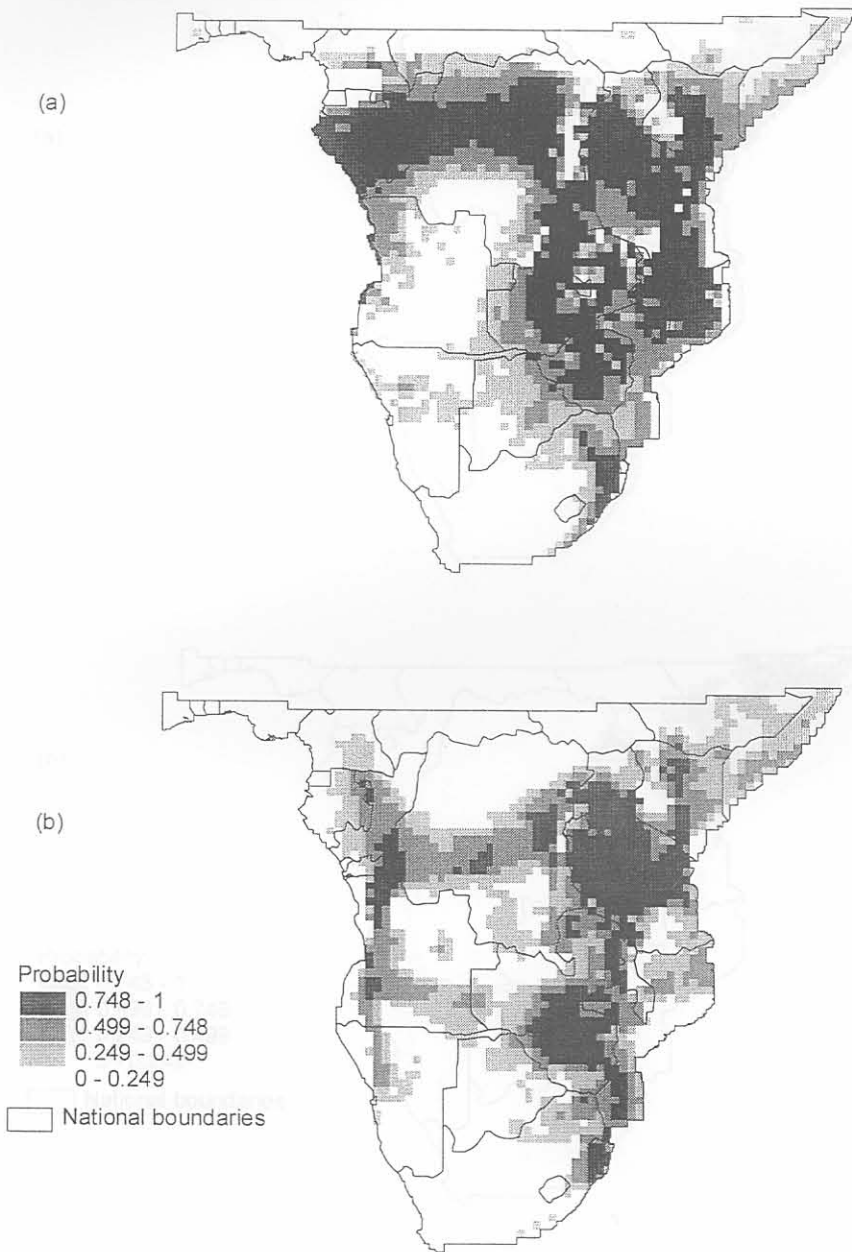 (a)
(b)
Probability
0.748 - 1
0.499 - 0.748
0.249 - 0.499
0 - 0.249
National boundaries